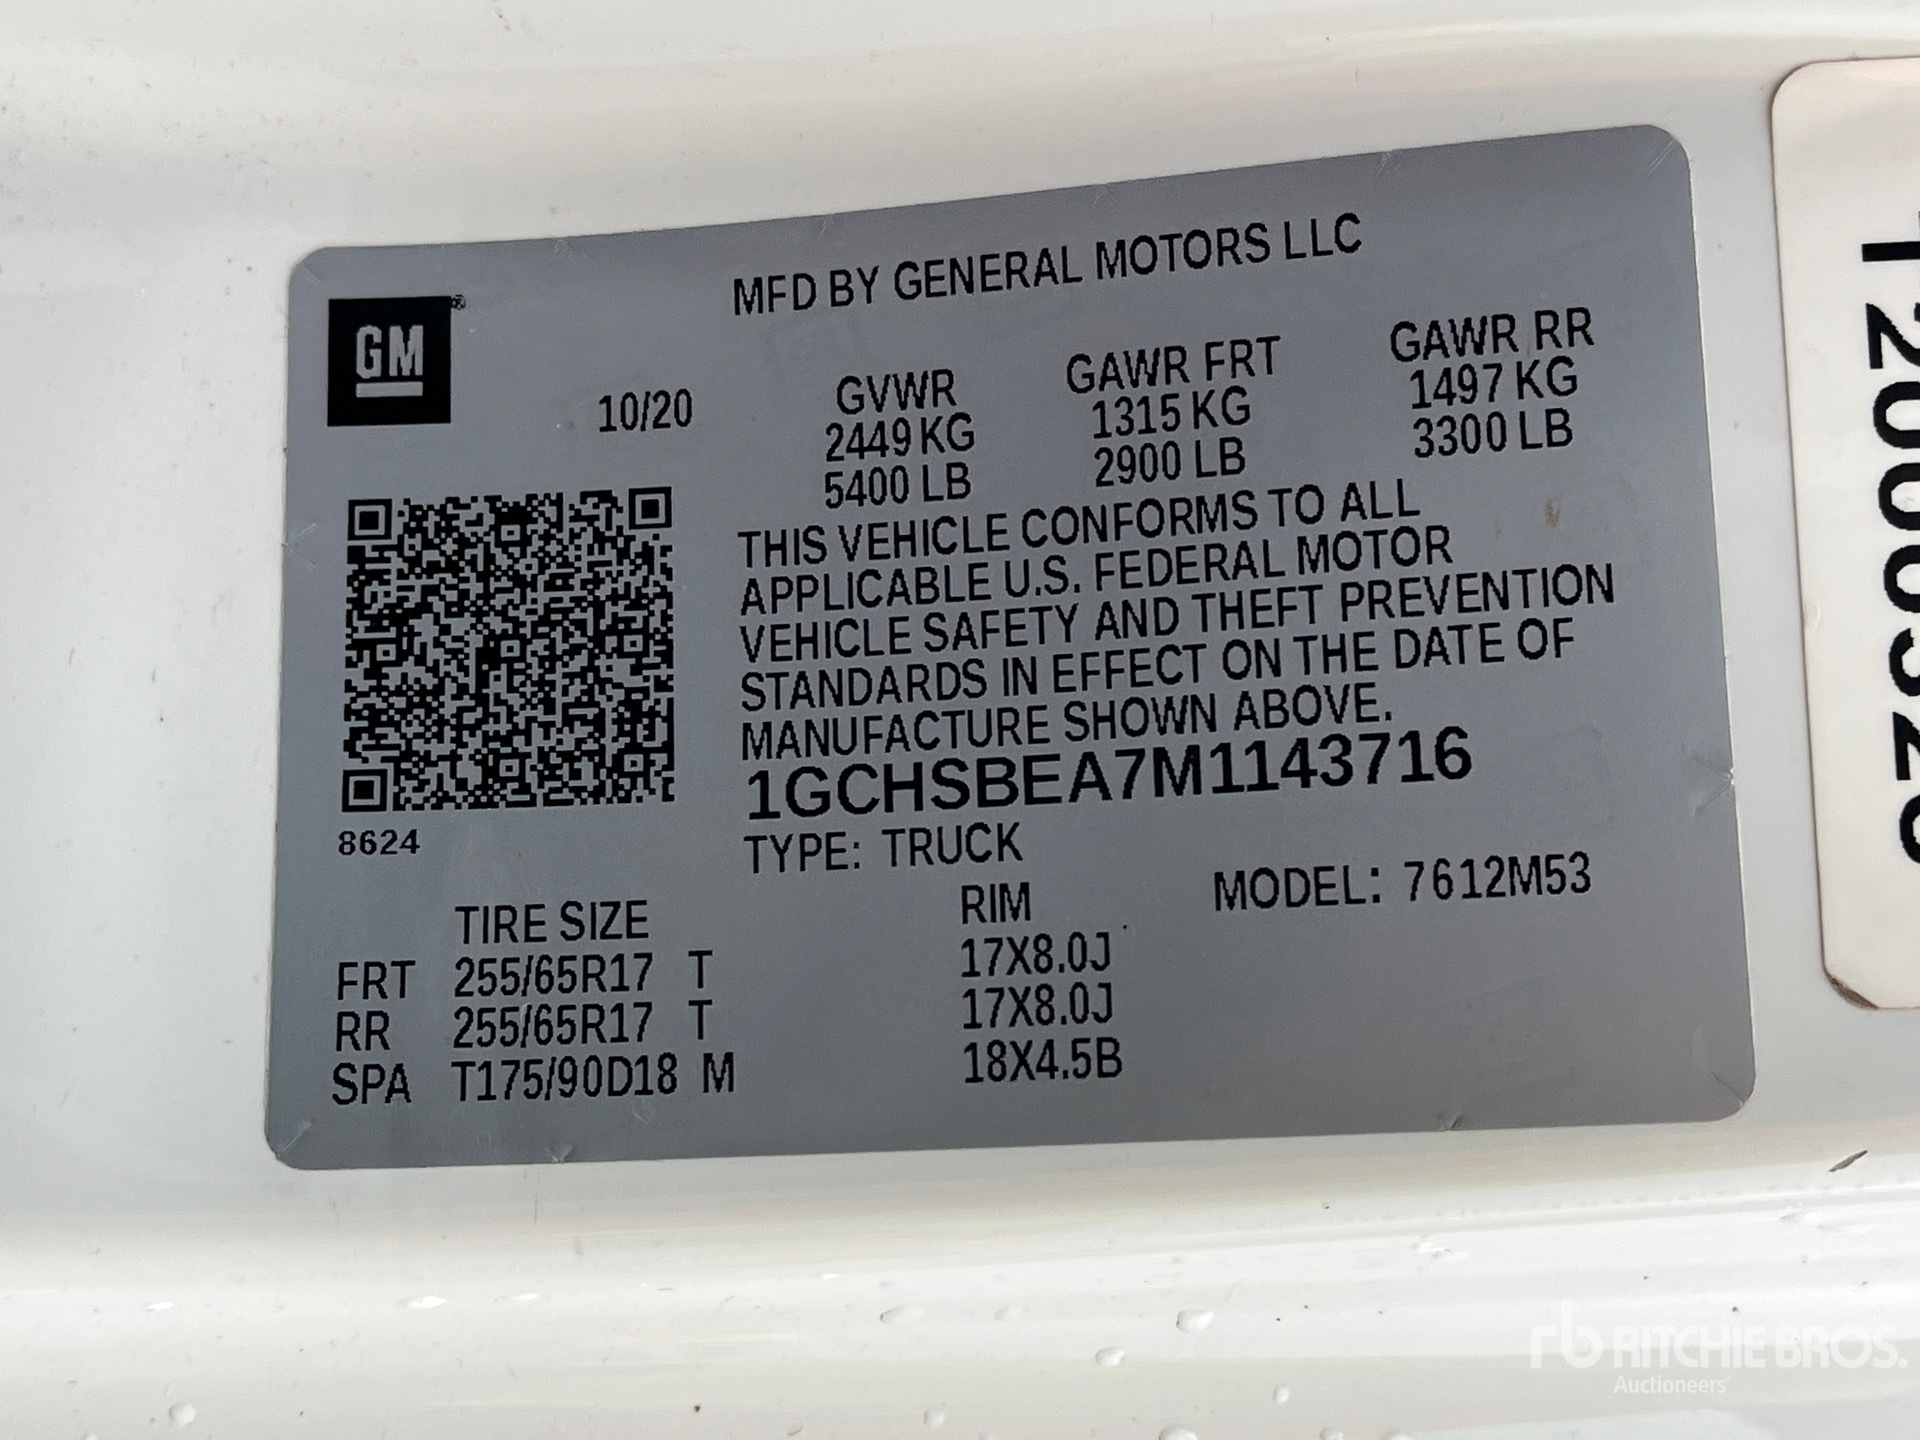 MFD BY GENERAL MOTORS LLC
GM®
10/20
GVWR
2449 KG
5400 LB
GAWR FRT
1315 KG
2900 LB
GAWR RR
1497 KG
3300 LB
THIS VEHICLE CONFORMS TO ALL
APPLICABLE U.S. FEDERAL MOTOR
VEHICLE SAFETY AND THEFT PREVENTION
STANDARDS IN EFFECT ON THE DATE OF
MANUFACTURE SHOWN ABOVE.
1GCHSBEA7M1143716
8624
TYPE: TRUCK
MODEL: 7612M53
TIRE SIZE RIM
FRT 255/65R17 T 17X8.0J
RR 255/65R17 T 17X8.0J
SPA T175/90D18 M 18X4.5B
rb RITCHIE BROS.
Auctioneers